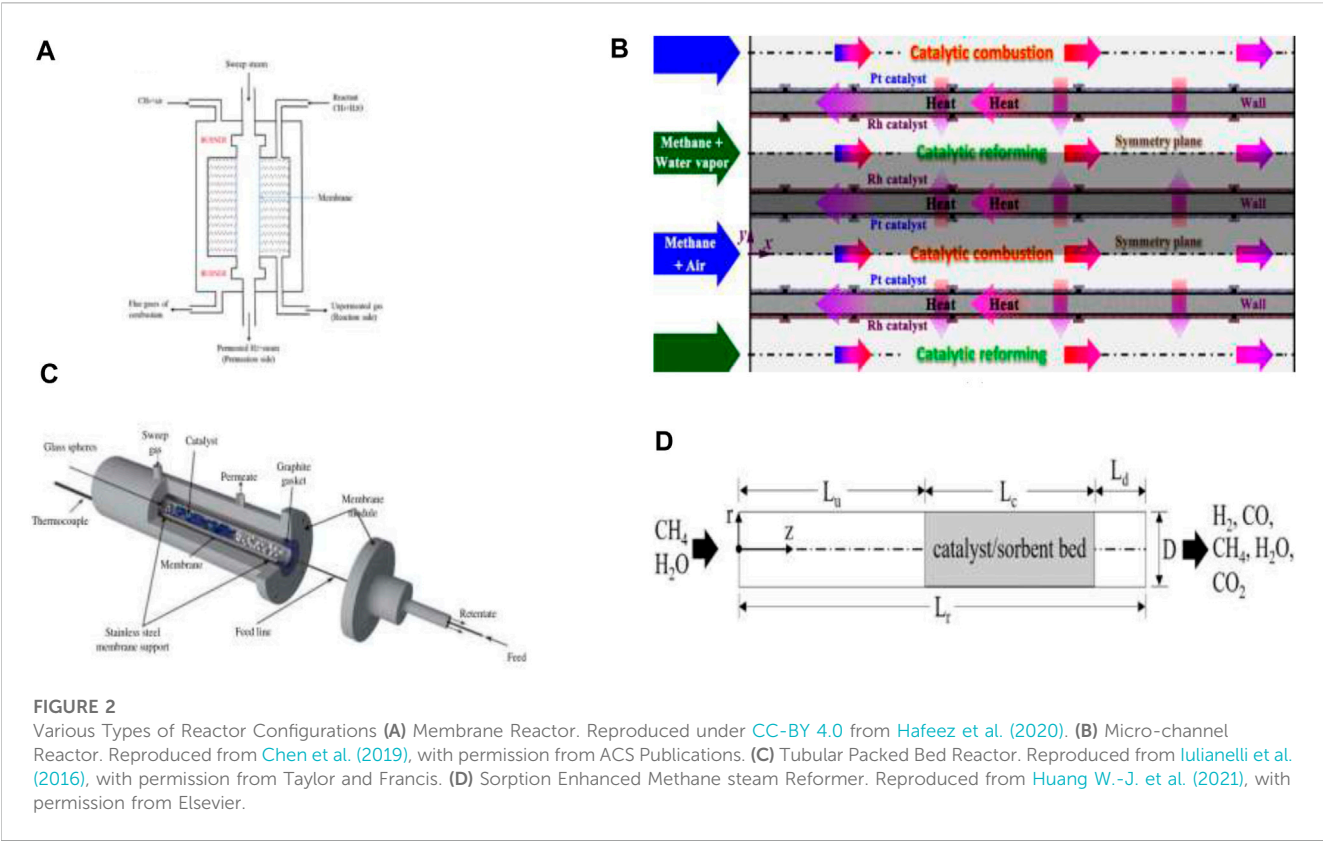 A
Sweep steam
CH4+air
Reactant
CH4+H2O
BURNER
Membrane
BURNER
Flue gases of
combustion
Unpermeated gas
(Reaction side)
Permeated H2+steam
(Permeation side)
B
Catalytic combustion
Pt catalyst
Heat
Heat
Wall
Rh catalyst
Methane +
Water vapor
Catalytic reforming
Symmetry plane
Rh catalyst
Heat
Heat
Wall
Pt catalyst
Methane
+ Air
y
x
Catalytic combustion
Symmetry plane
Pt catalyst
Heat
Heat
Wall
Rh catalyst
Catalytic reforming
C
Glass spheres
Sweep
gas
Catalyst
Permeate
Graphite
gasket
Membrane
module
Thermocouple
Membrane
Stainless steel
membrane support
Feed line
Retentate
Feed
D
Lu
Lc
Ld
r
z
CH4
H2O
catalyst/sorbent bed
D
H2, CO,
CH4, H2O,
CO2
Lr
FIGURE 2
Various Types of Reactor Configurations (A) Membrane Reactor. Reproduced under CC-BY 4.0 from Hafeez et al. (2020). (B) Micro-channel
Reactor. Reproduced from Chen et al. (2019), with permission from ACS Publications. (C) Tubular Packed Bed Reactor. Reproduced from Iulianelli et al.
(2016), with permission from Taylor and Francis. (D) Sorption Enhanced Methane steam Reformer. Reproduced from Huang W.-J. et al. (2021), with
permission from Elsevier.